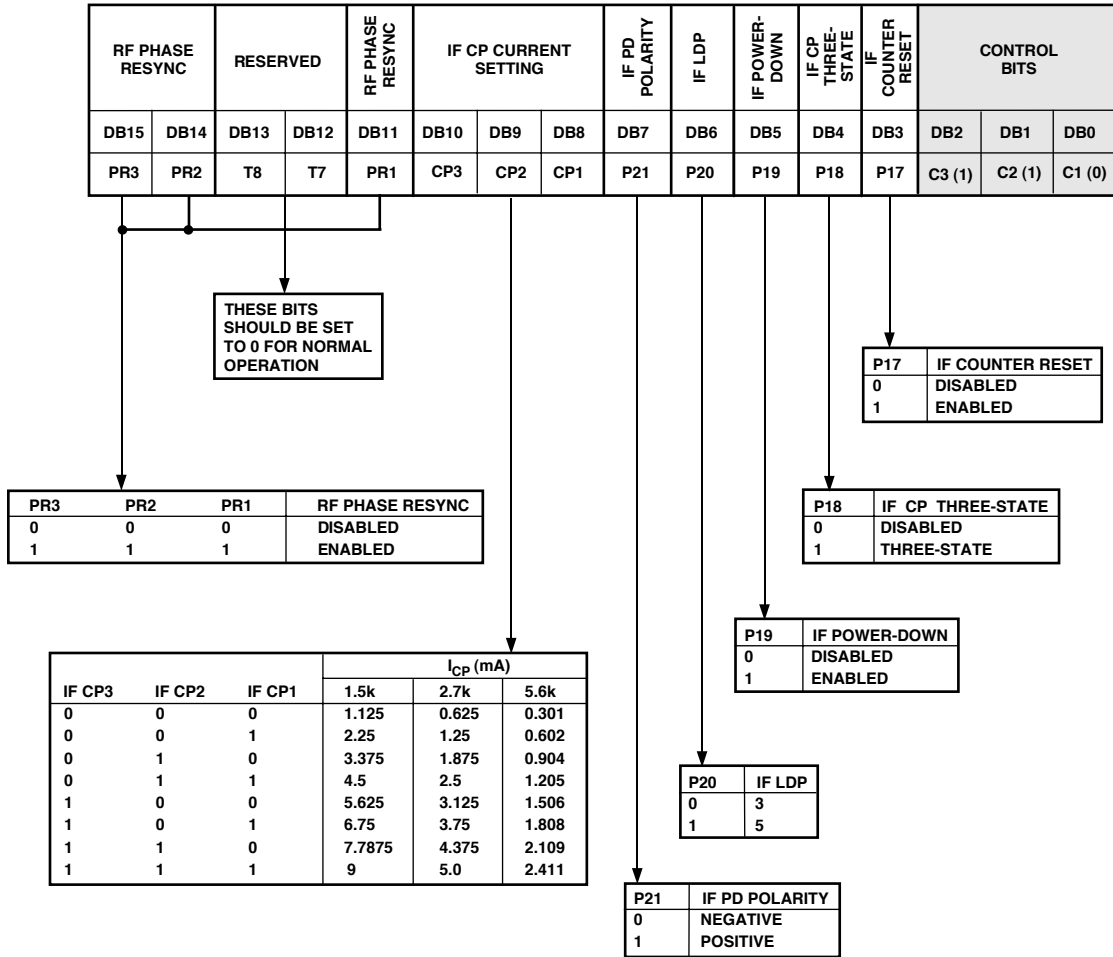 RF PHASE RESYNC RESERVED RF PHASE RESYNC IF CP CURRENT SETTING IF PD POLARITY IF LDP IF POWER-DOWN IF CP THREE-STATE IF COUNTER RESET CONTROL BITS
DB15 DB14 DB13 DB12 DB11 DB10 DB9 DB8 DB7 DB6 DB5 DB4 DB3 DB2 DB1 DB0
PR3 PR2 T8 T7 PR1 CP3 CP2 CP1 P21 P20 P19 P18 P17 C3 (1) C2 (1) C1 (0)
THESE BITS
SHOULD BE SET
TO 0 FOR NORMAL
OPERATION
P17 IF COUNTER RESET
0 DISABLED
1 ENABLED
PR3 PR2 PR1 RF PHASE RESYNC
0 0 0 DISABLED
1 1 1 ENABLED
P18 IF CP THREE-STATE
0 DISABLED
1 THREE-STATE
P19 IF POWER-DOWN
0 DISABLED
1 ENABLED
ICP (mA)
IF CP3 IF CP2 IF CP1 1.5k 2.7k 5.6k
0 0 0 1.125 0.625 0.301
0 0 1 2.25 1.25 0.602
0 1 0 3.375 1.875 0.904
0 1 1 4.5 2.5 1.205
1 0 0 5.625 3.125 1.506
1 0 1 6.75 3.75 1.808
1 1 0 7.7875 4.375 2.109
1 1 1 9 5.0 2.411
P20 IF LDP
0 3
1 5
P21 IF PD POLARITY
0 NEGATIVE
1 POSITIVE